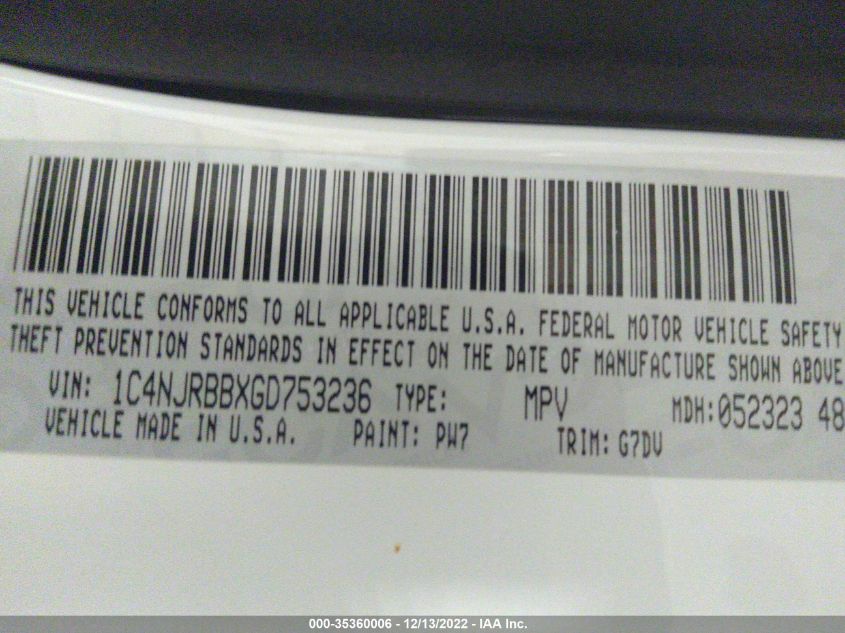 THIS VEHICLE CONFORMS TO ALL APPLICABLE U.S.A. FEDERAL MOTOR VEHICLE SAFETY
THEFT PREVENTION STANDARDS IN EFFECT ON THE DATE OF MANUFACTURE SHOWN ABOVE
VIN: 1C4NJRBBXGD753236 TYPE: MPV MDH:052323 48
VEHICLE MADE IN U.S.A. PAINT: PW7 TRIM: G7DV
000-35360006 - 12/13/2022 - IAA Inc.